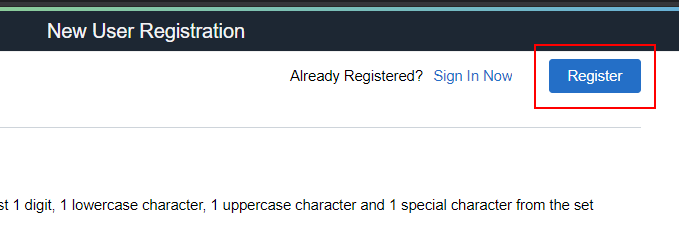 New User Registration
Already Registered? Sign In Now Register
1 digit, 1 lowercase character, 1 uppercase character and 1 special character from the set